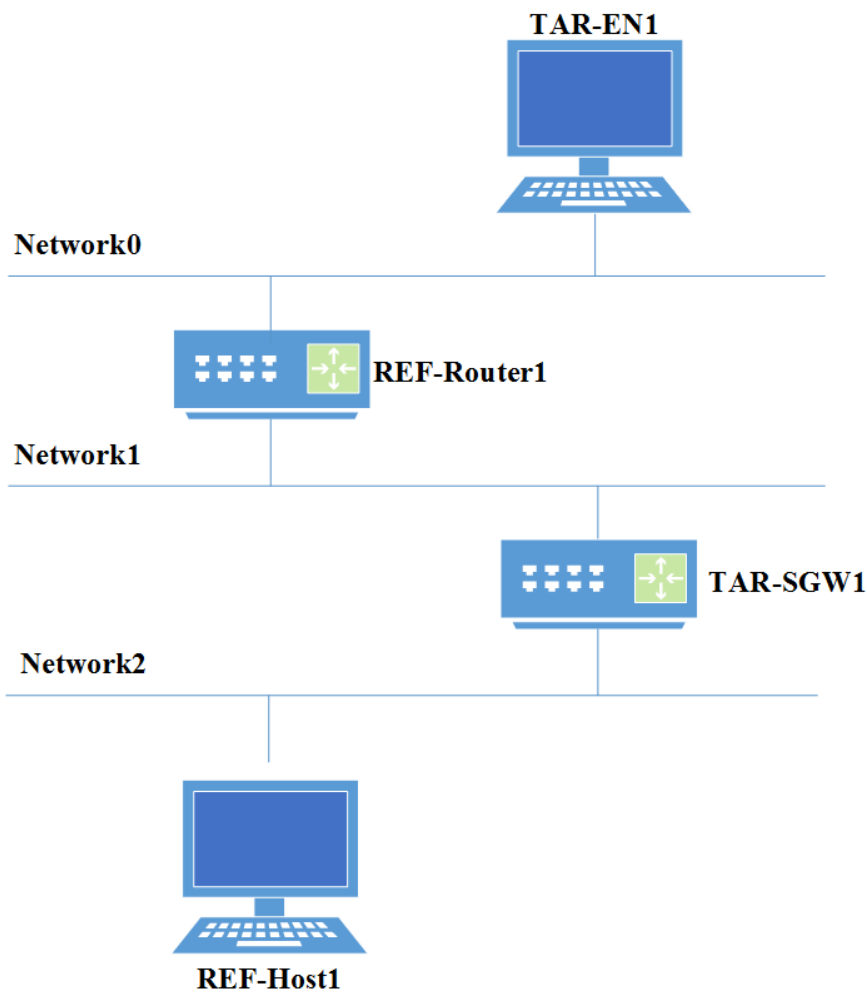 TAR-EN1
Network0
REF-Router1
Network1
TAR-SGW1
Network2
REF-Host1